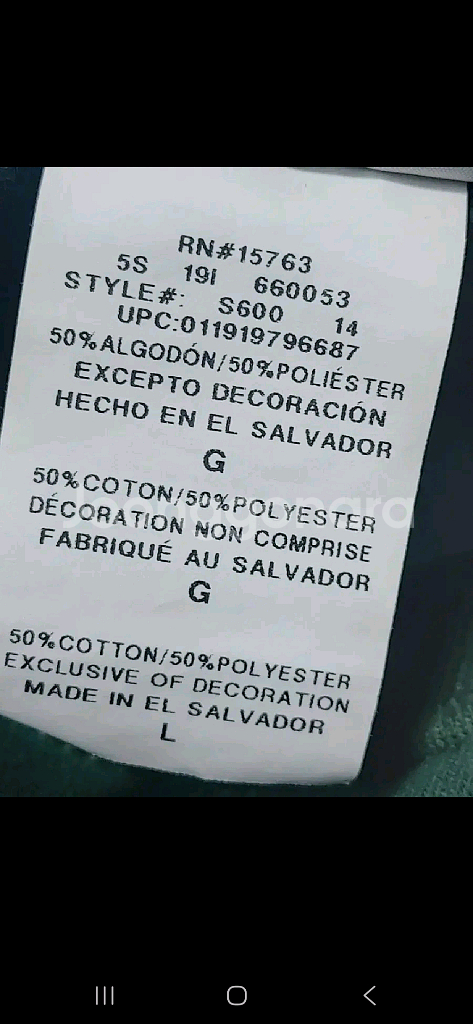 RN#15763
5S 19I 660053
STYLE#: S600 14
UPC:011919796687
50%ALGODÓN/50%POLIÉSTER
EXCEPTO DECORACIÓN
HECHO EN EL SALVADOR
G
50%COTON/50%POLYESTER
DÉCORATION NON COMPRISE
FABRIQUÉ AU SALVADOR
G
50%COTTON/50%POLYESTER
EXCLUSIVE OF DECORATION
MADE IN EL SALVADOR
L